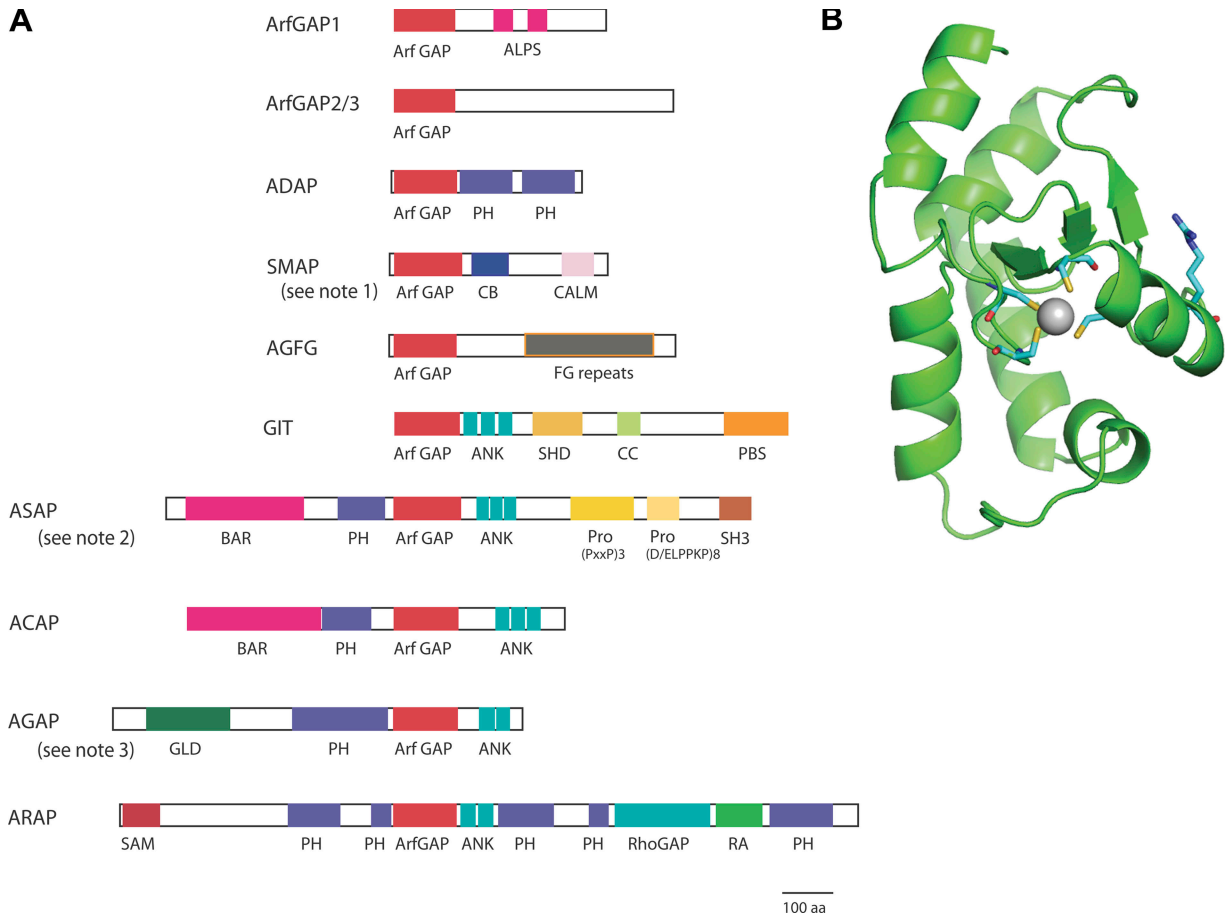 A
B
ArfGAP1
Arf GAP ALPS
ArfGAP2/3
Arf GAP
ADAP
Arf GAP PH PH
SMAP
(see note 1)
Arf GAP CB CALM
AGFG
Arf GAP FG repeats
GIT
Arf GAP ANK SHD CC PBS
ASAP
(see note 2)
BAR PH Arf GAP ANK Pro Pro SH3
(PxxP)3 (D/ELPPKP)8
ACAP
BAR PH Arf GAP ANK
AGAP
(see note 3)
GLD PH Arf GAP ANK
ARAP
SAM PH PH ArfGAP ANK PH PH RhoGAP RA PH
100 aa